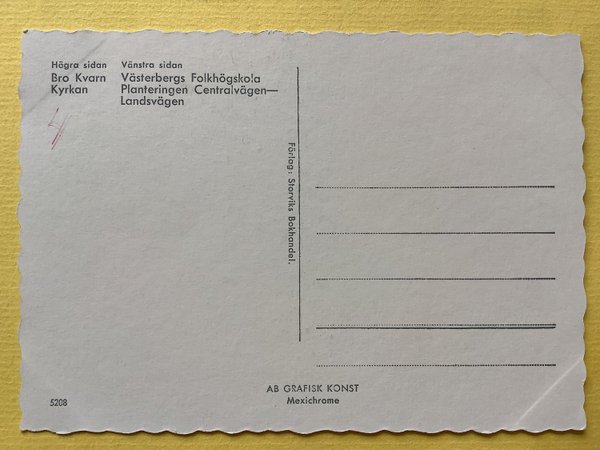 Högra sidan Vänstra sidan
Bro Kvarn Västerbergs Folkhögskola
Kyrkan Planteringen Centralvägen—
Landsvägen
Förlag: Storviks Bokhandel.
AB GRAFISK KONST
Mexichrome
5208